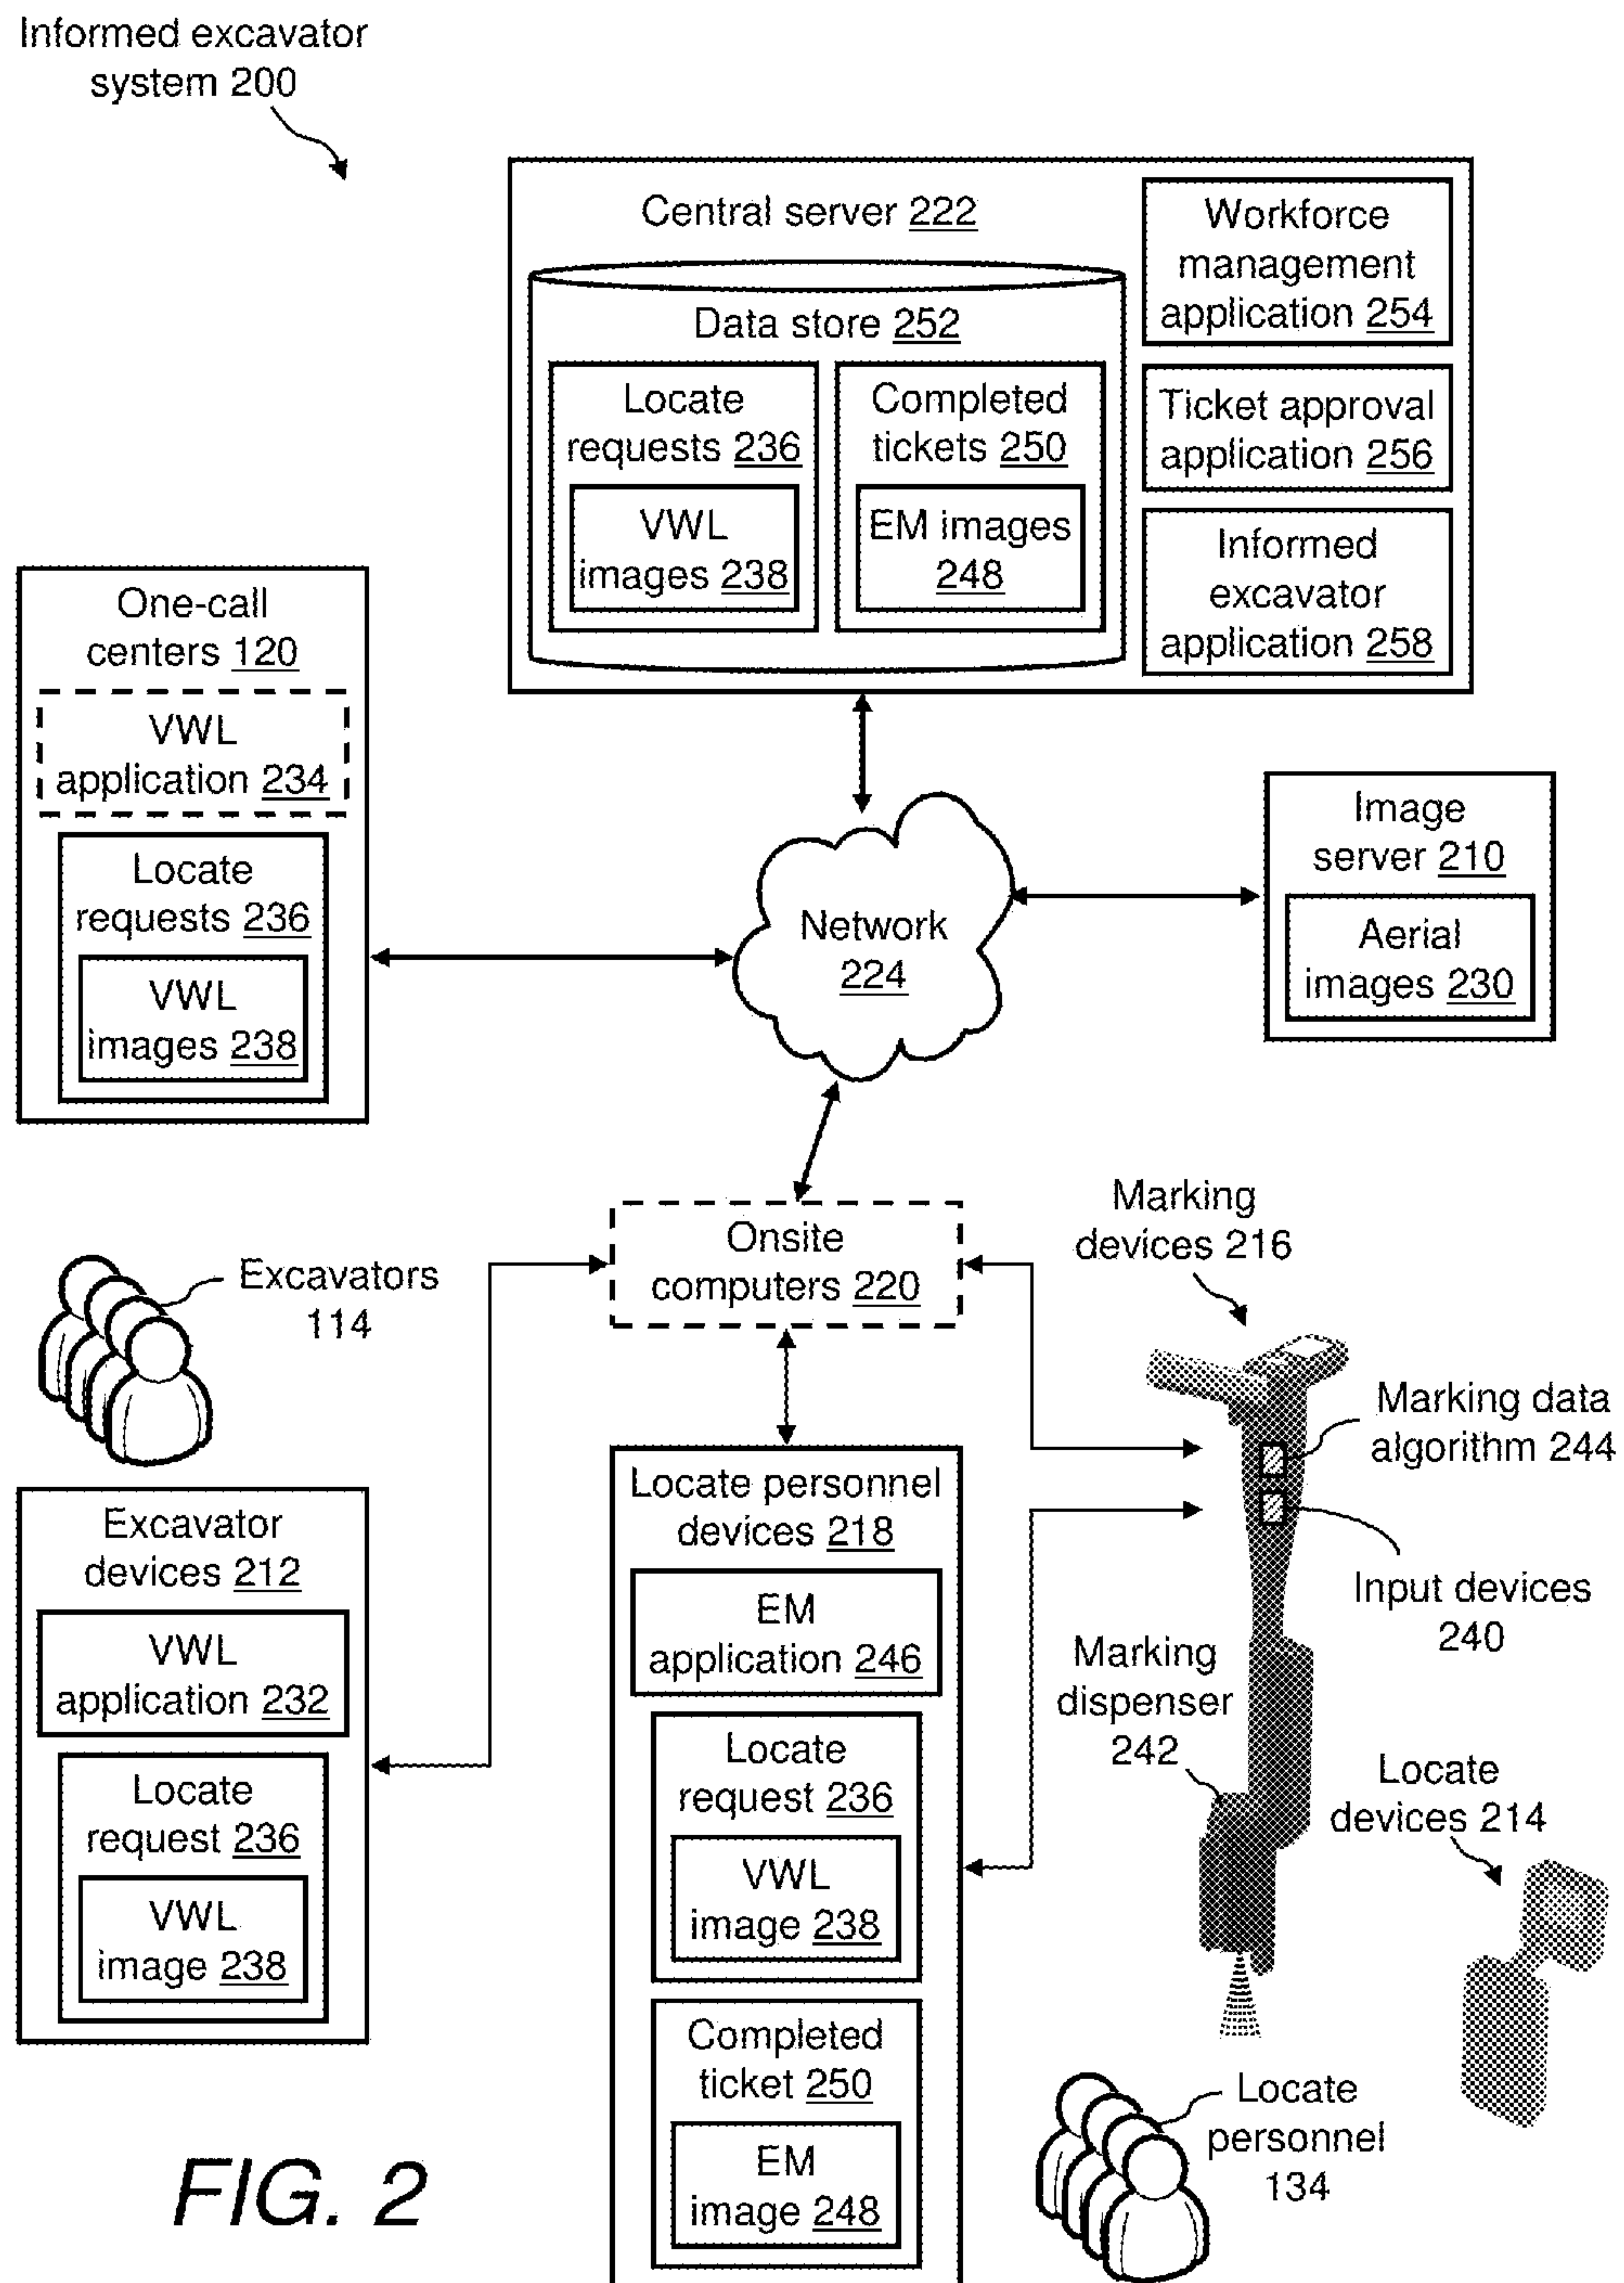 Informed excavator
system 200
Central server 222
Data store 252
Locate
requests 236
VWL
images 238
Completed
tickets 250
EM images
248
Workforce
management
application 254
Ticket approval
application 256
Informed
excavator
application 258
One-call
centers 120
VWL
application 234
Locate
requests 236
VWL
images 238
Network
224
Image
server 210
Aerial
images 230
Onsite
computers 220
Marking
devices 216
Excavators
114
Marking data
algorithm 244
Input devices
240
Marking
dispenser
242
Locate
devices 214
Excavator
devices 212
VWL
application 232
Locate
request 236
VWL
image 238
Locate personnel
devices 218
EM
application 246
Locate
request 236
VWL
image 238
Completed
ticket 250
EM
image 248
Locate
personnel
134
FIG. 2